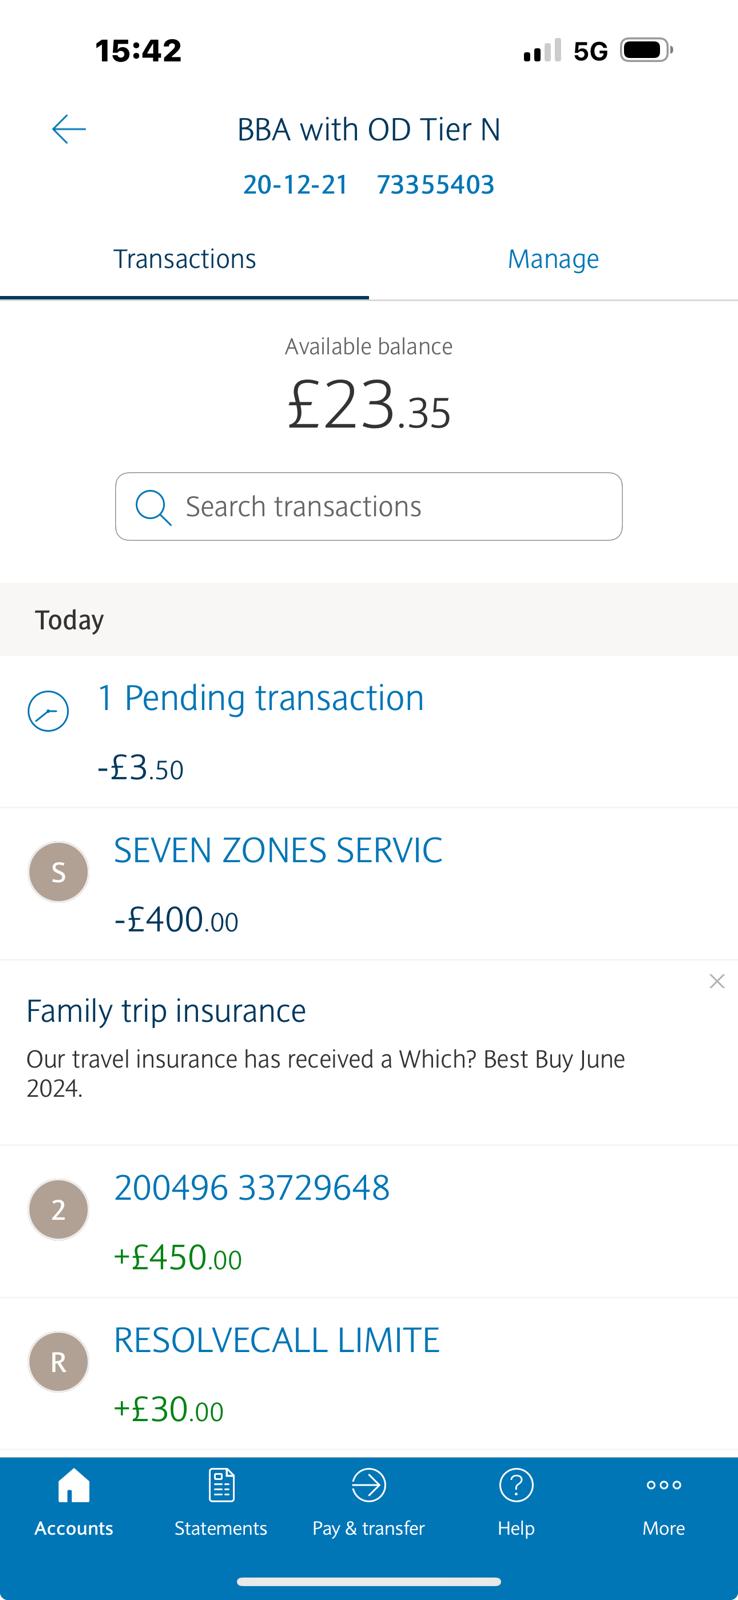 15:42 5G
BBA with OD Tier N
20-12-21 73355403
Transactions Manage
Available balance
£23.35
Search transactions
Today
1 Pending transaction
-£3.50
S SEVEN ZONES SERVIC
-£400.00
Family trip insurance
Our travel insurance has received a Which? Best Buy June
2024.
2 200496 33729648
+£450.00
R RESOLVECALL LIMITE
+£30.00
Accounts Statements Pay & transfer Help More